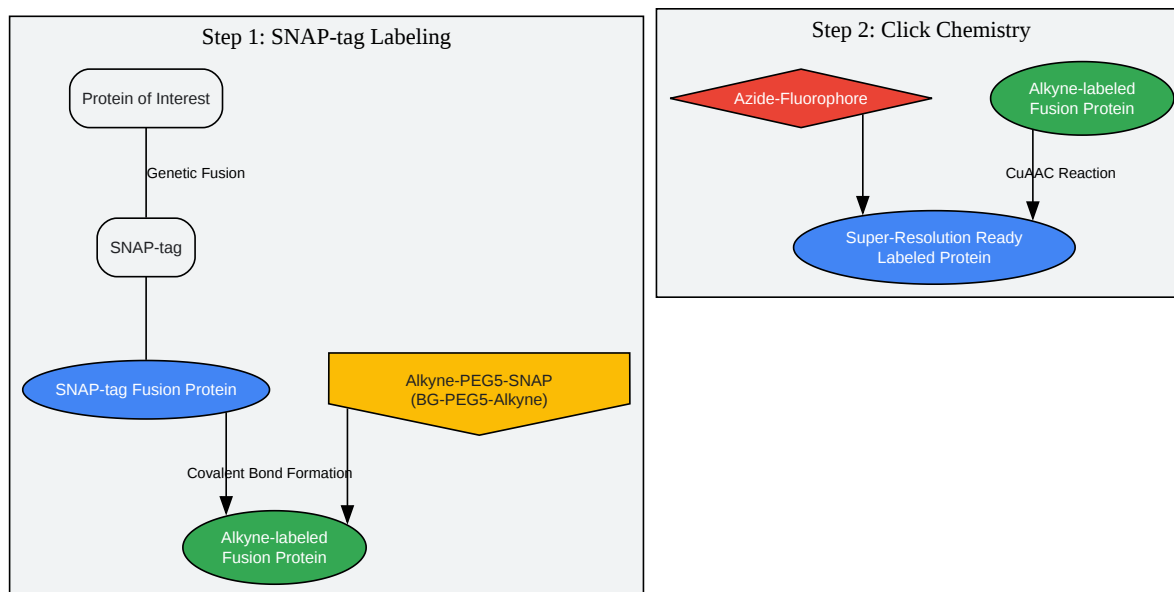 Step 1: SNAP-tag Labeling
Protein of Interest
Genetic Fusion
SNAP-tag
SNAP-tag Fusion Protein
Alkyne-PEG5-SNAP
(BG-PEG5-Alkyne)
Covalent Bond Formation
Alkyne-labeled
Fusion Protein
Step 2: Click Chemistry
Azide-Fluorophore
Alkyne-labeled
Fusion Protein
CuAAC Reaction
Super-Resolution Ready
Labeled Protein